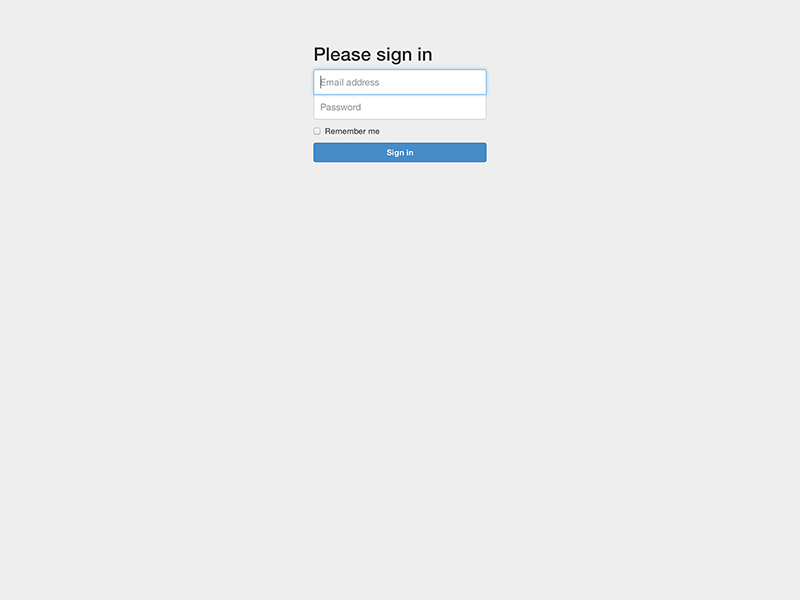 Please sign in
Email address
Password
Remember me
Sign in